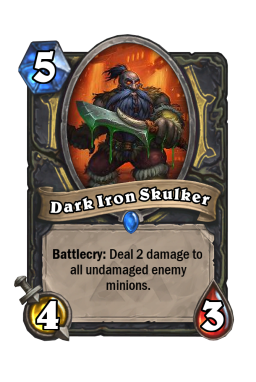 5
Dark Iron Skulker
Battlecry: Deal 2 damage to
all undamaged enemy
minions.
4
3